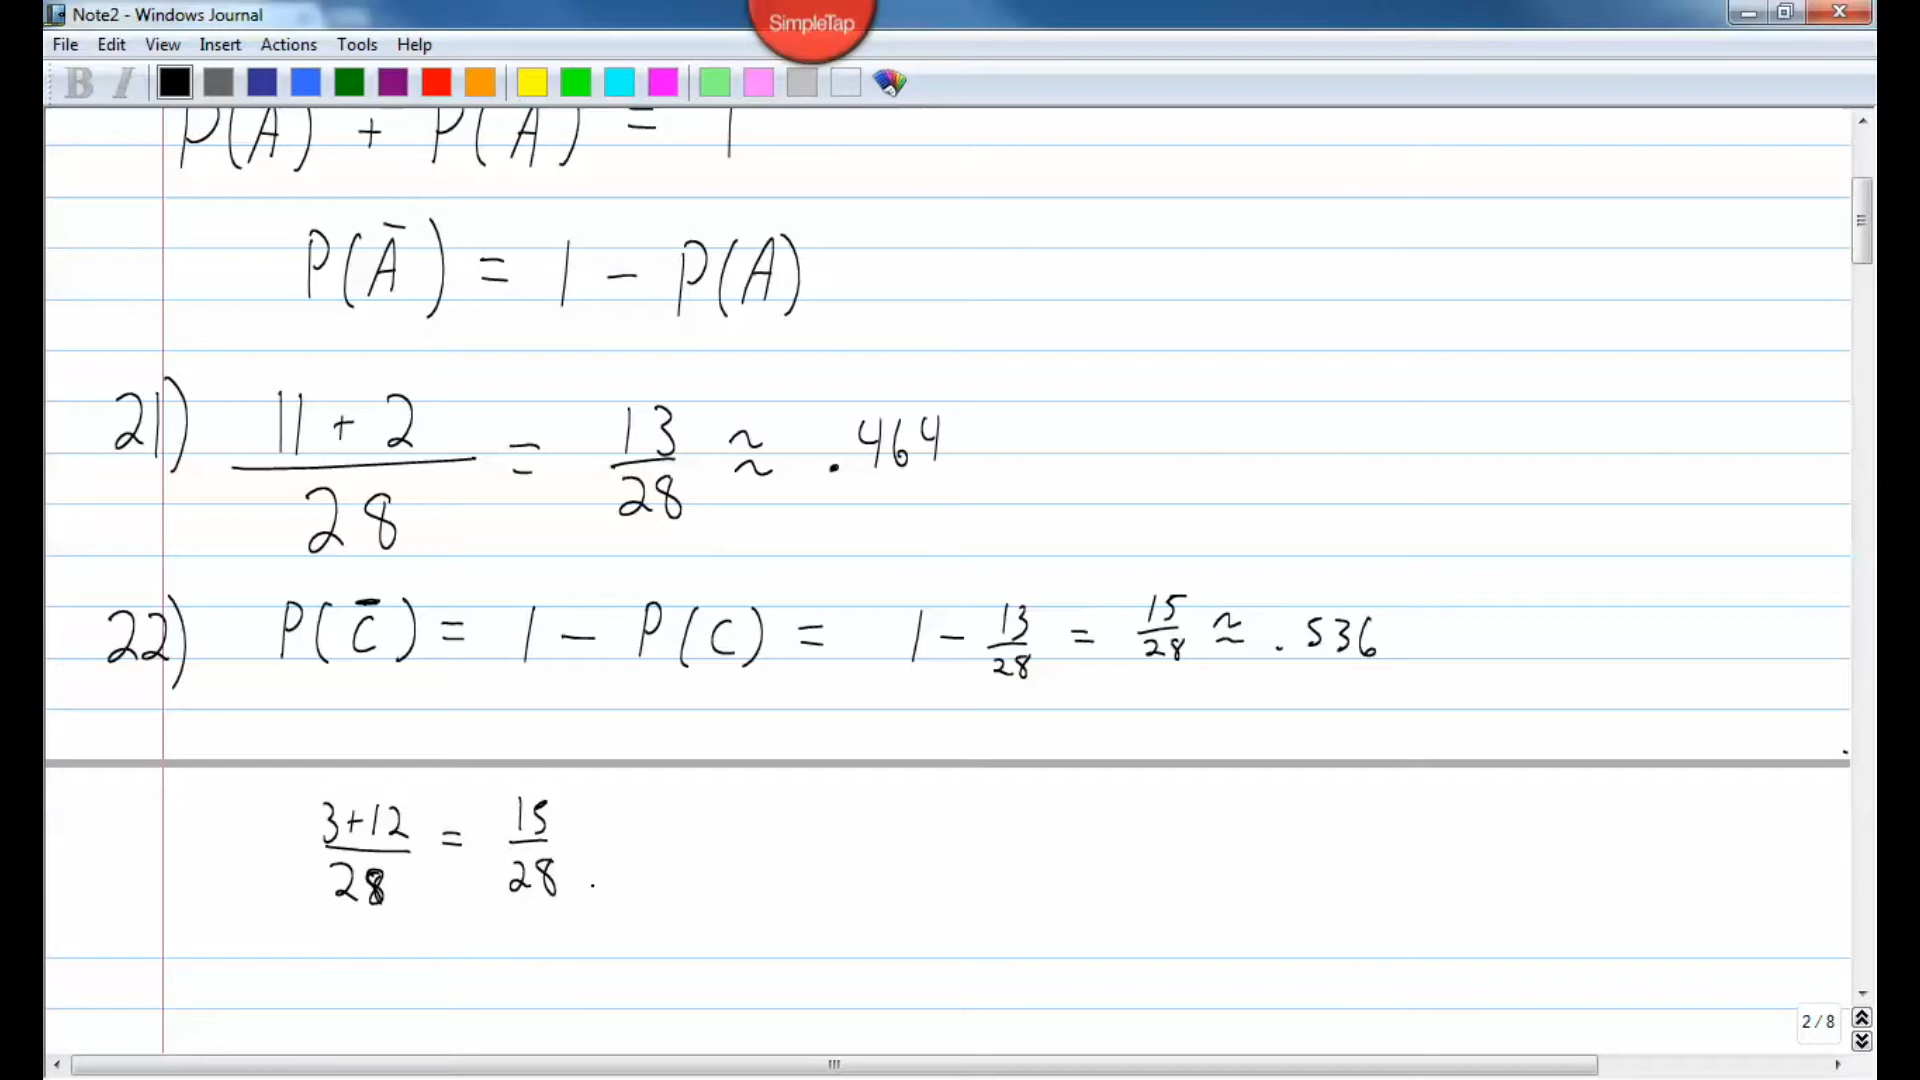 Note2 - Windows Journal
SimpleTap
File Edit View Insert Actions Tools Help
B I
P(A) + P(A) = 1
P(Ā) = 1 - P(A)
21) 11 + 2 / 28 = 13/28 ≈ .464
22) P(C̄) = 1 - P(C) = 1 - 13/28 = 15/28 ≈ .536
3+12 / 28 = 15/28 .
2 / 8